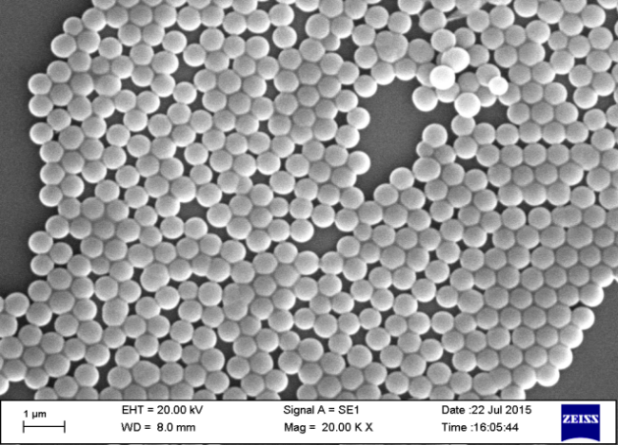 1 µm
EHT = 20.00 kV
WD = 8.0 mm
Signal A = SE1
Mag = 20.00 K X
Date :22 Jul 2015
Time :16:05:44
ZEISS